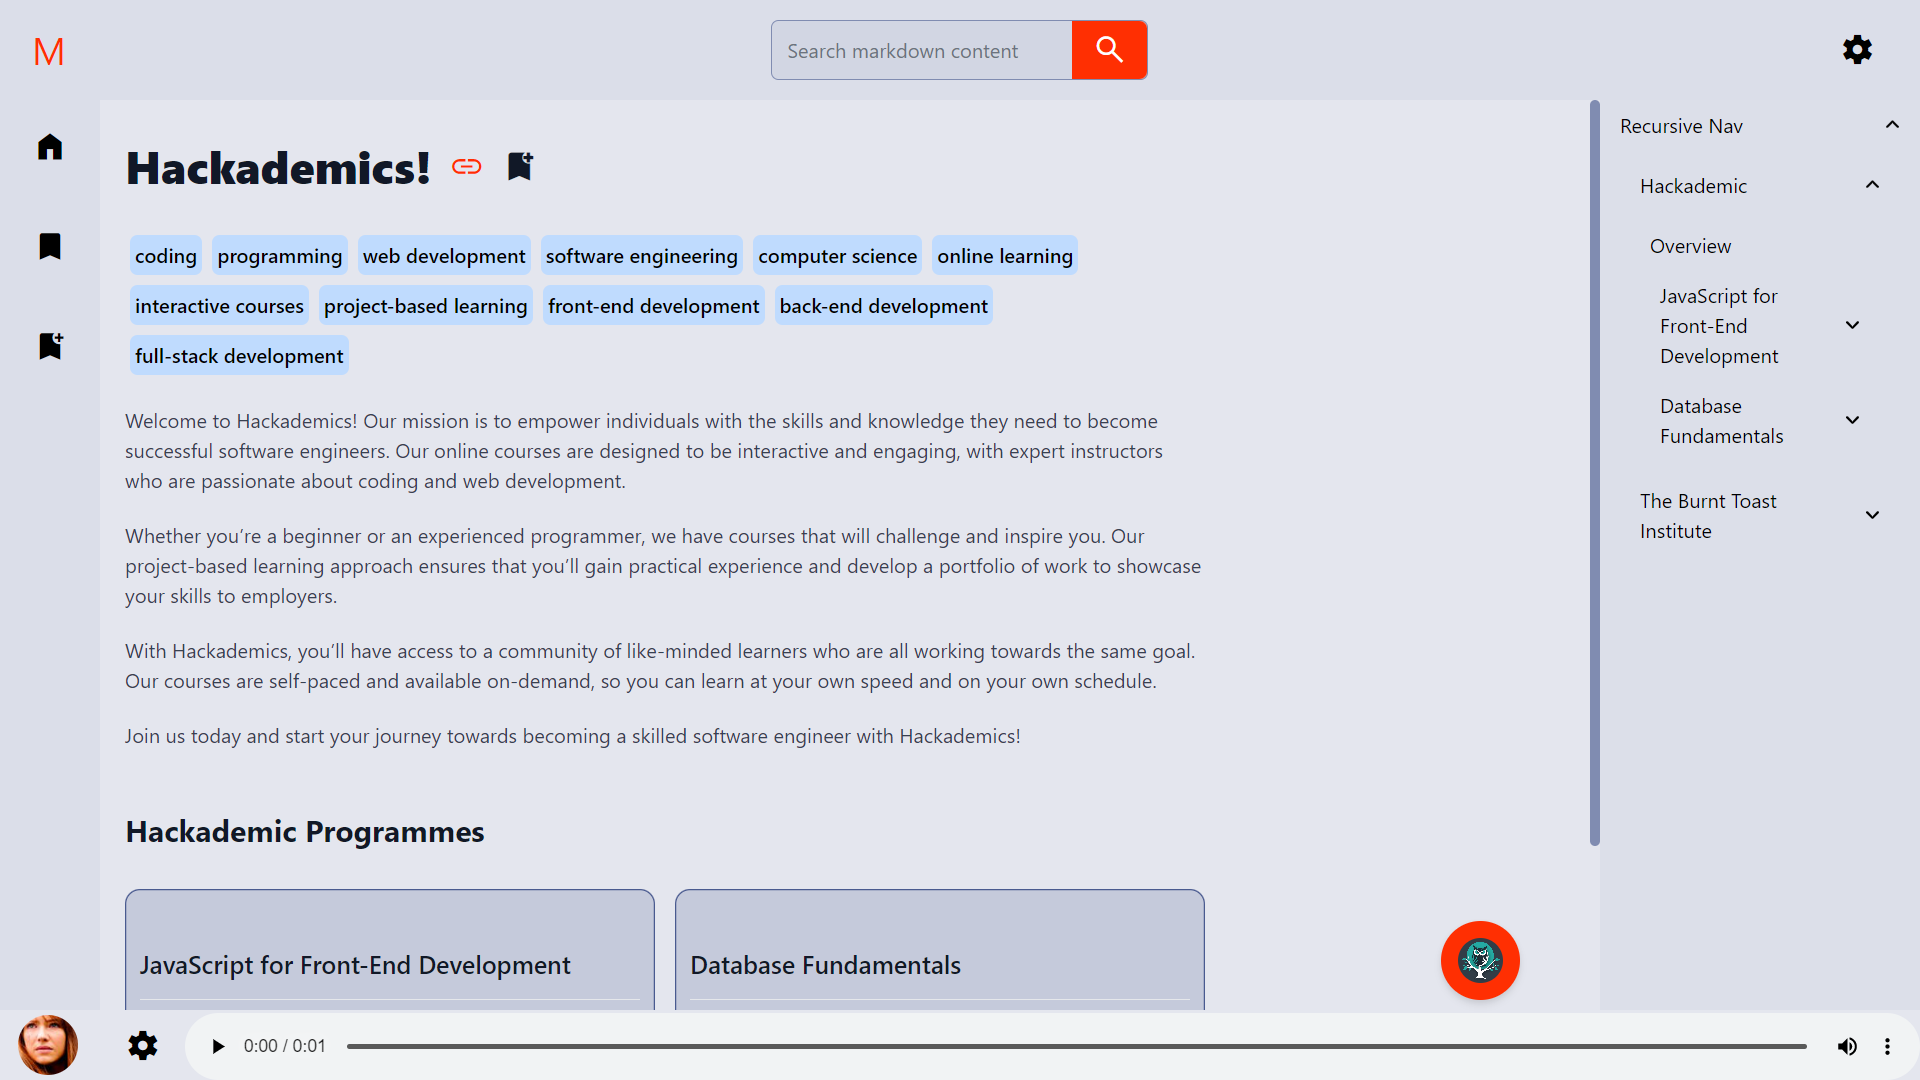 M
Search markdown content
Hackademics!
coding programming web development software engineering computer science online learning
interactive courses project-based learning front-end development back-end development
full-stack development
Welcome to Hackademics! Our mission is to empower individuals with the skills and knowledge they need to become
successful software engineers. Our online courses are designed to be interactive and engaging, with expert instructors
who are passionate about coding and web development.
Whether you’re a beginner or an experienced programmer, we have courses that will challenge and inspire you. Our
project-based learning approach ensures that you’ll gain practical experience and develop a portfolio of work to showcase
your skills to employers.
With Hackademics, you’ll have access to a community of like-minded learners who are all working towards the same goal.
Our courses are self-paced and available on-demand, so you can learn at your own speed and on your own schedule.
Join us today and start your journey towards becoming a skilled software engineer with Hackademics!
Hackademic Programmes
JavaScript for Front-End Development
Database Fundamentals
Recursive Nav
Hackademic
Overview
JavaScript for
Front-End
Development
Database
Fundamentals
The Burnt Toast
Institute
0:00 / 0:01